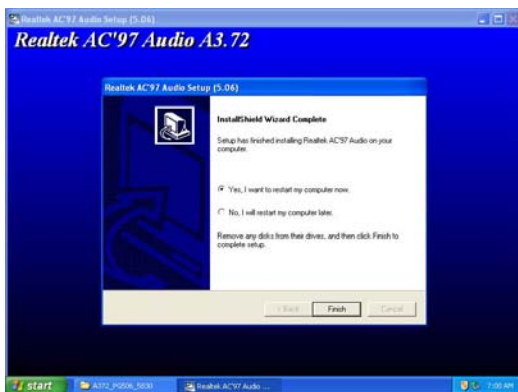 Realtek AC'97 Audio Setup (5.06)
Realtek AC'97 Audio A3.72
Realtek AC'97 Audio Setup (5.06)
InstallShield Wizard Complete
Setup has finished installing Realtek AC'97 Audio on your
computer.
Yes, I want to restart my computer now.
No, I will restart my computer later.
Remove any disks from their drives, and then click Finish to
complete setup.
< Back
Finish
Cancel
start
Realtek AC'97 Audio ...
7:00 AM